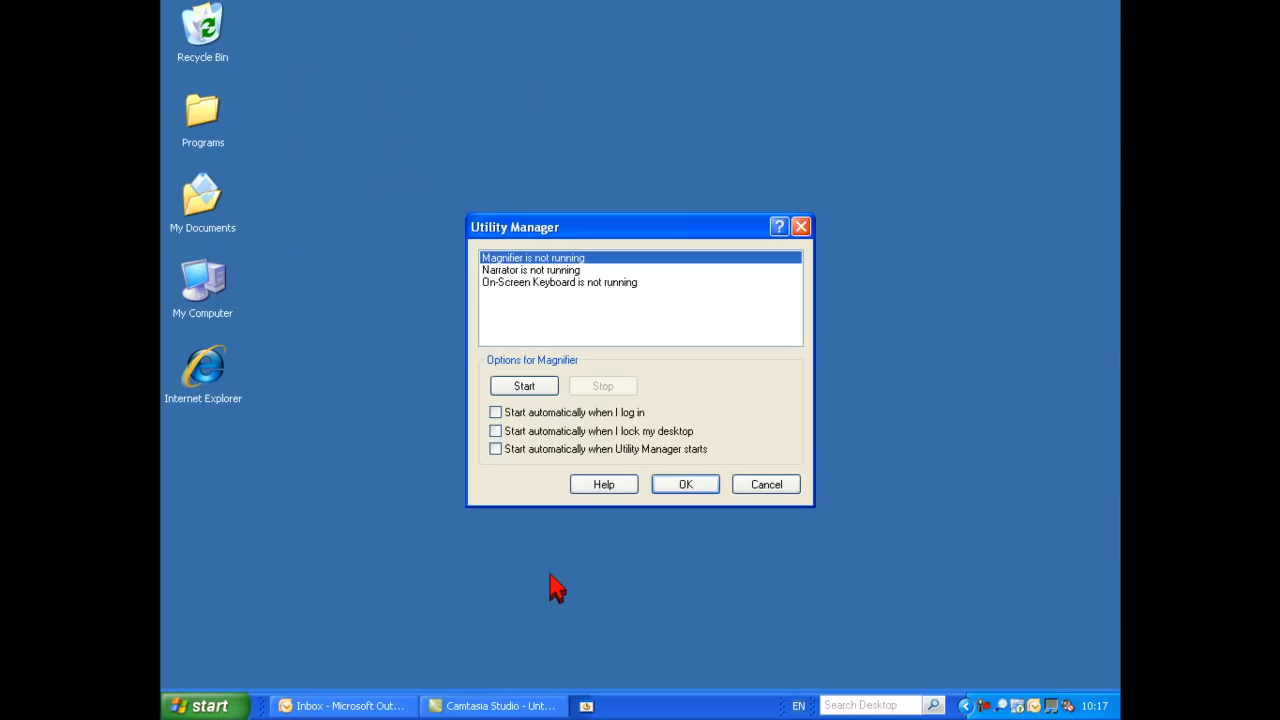 Recycle Bin
Programs
My Documents
My Computer
Internet Explorer
Utility Manager
Magnifier is not running
Narrator is not running
On-Screen Keyboard is not running
Options for Magnifier
Start Stop
Start automatically when I log in
Start automatically when I lock my desktop
Start automatically when Utility Manager starts
Help OK Cancel
start Inbox - Microsoft Out... Camtasia Studio - Unt... EN Search Desktop 10:17